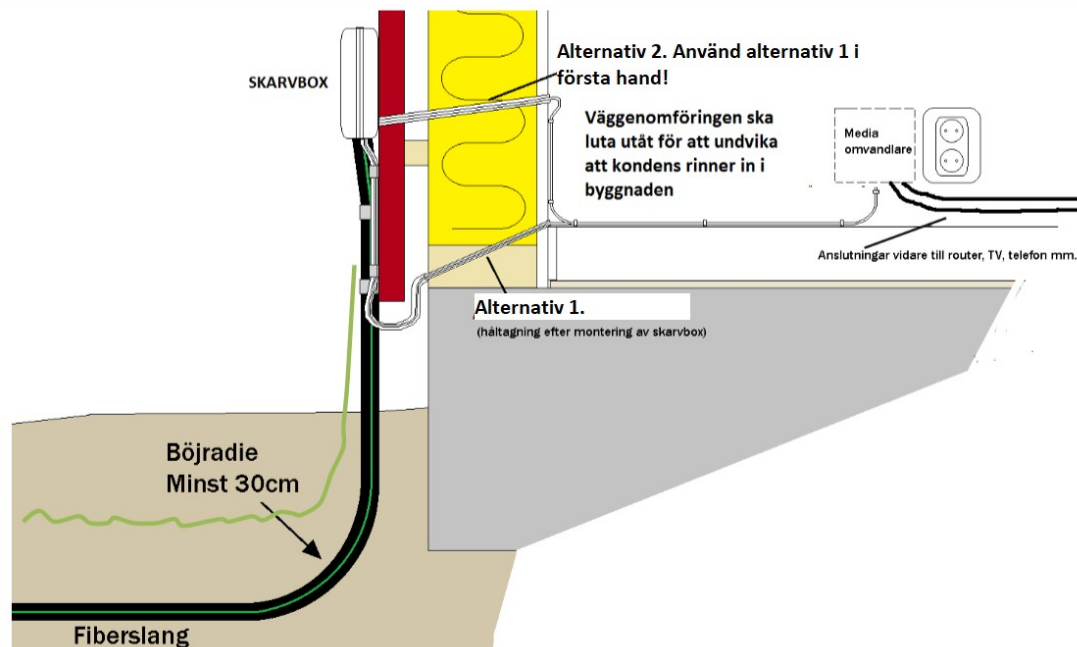 Alternativ 2. Använd alternativ 1 i
första hand!
SKARVBOX
Väggenomföringen ska
luta utåt för att undvika
att kondens rinner in i
byggnaden
Media
omvandlare
Anslutningar vidare till router, TV, telefon mm.
Alternativ 1.
(håltagning efter montering av skarvbox)
Böjradie
Minst 30cm
Fiberslang